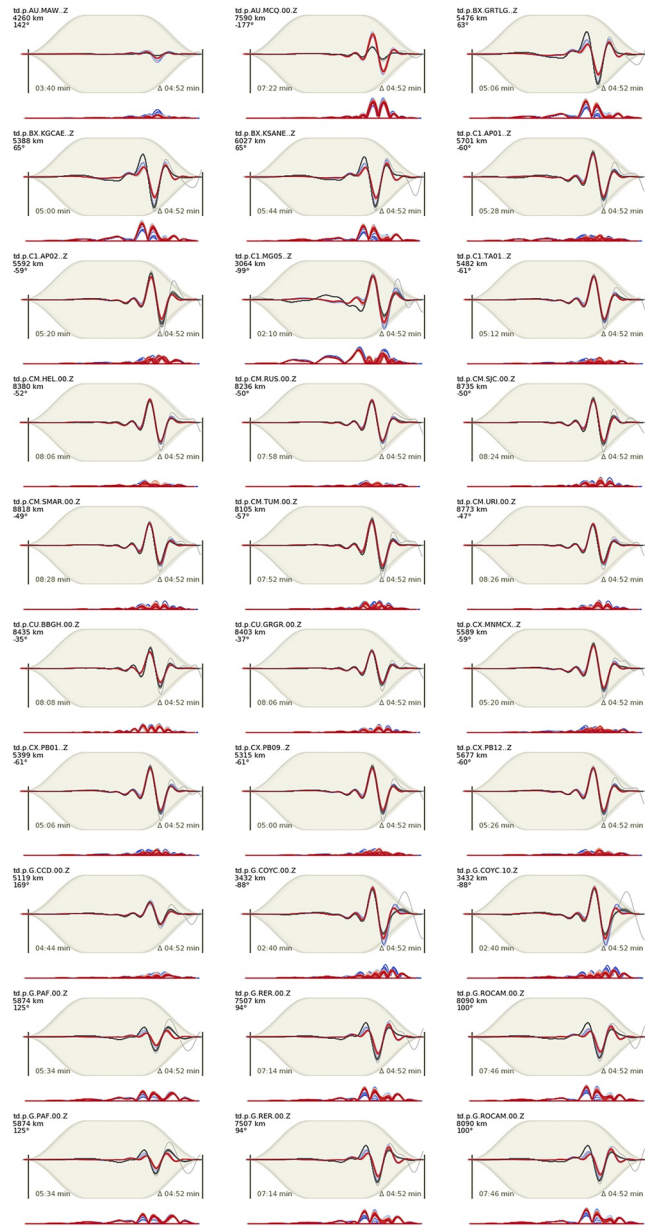 td.p.AU.MAW..Z
4260 km
142°
03:40 min
Δ 04:52 min
td.p.AU.MCQ.00.Z
7590 km
-177°
07:22 min
Δ 04:52 min
td.p.BX.GRTLG..Z
5476 km
63°
05:06 min
Δ 04:52 min
td.p.BX.KGCAE..Z
5388 km
65°
05:00 min
Δ 04:52 min
td.p.BX.KSANE..Z
6027 km
65°
05:44 min
Δ 04:52 min
td.p.C1.AP01..Z
5701 km
-60°
05:28 min
Δ 04:52 min
td.p.C1.AP02..Z
5592 km
-59°
05:20 min
Δ 04:52 min
td.p.C1.MG05..Z
3064 km
-99°
02:10 min
Δ 04:52 min
td.p.C1.TA01..Z
5482 km
-61°
05:12 min
Δ 04:52 min
td.p.CM.HEL.00.Z
8380 km
-52°
08:06 min
Δ 04:52 min
td.p.CM.RUS.00.Z
8236 km
-50°
07:58 min
Δ 04:52 min
td.p.CM.SJC.00.Z
8735 km
-50°
08:24 min
Δ 04:52 min
td.p.CM.SMAR.00.Z
8818 km
-49°
08:28 min
Δ 04:52 min
td.p.CM.TUM.00.Z
8105 km
-57°
07:52 min
Δ 04:52 min
td.p.CM.URI.00.Z
8773 km
-47°
08:26 min
Δ 04:52 min
td.p.CU.BBGH.00.Z
8435 km
-35°
08:08 min
Δ 04:52 min
td.p.CU.GRGR.00.Z
8403 km
-37°
08:06 min
Δ 04:52 min
td.p.CX.MNMCX..Z
5589 km
-59°
05:20 min
Δ 04:52 min
td.p.CX.PB01..Z
5399 km
-61°
05:06 min
Δ 04:52 min
td.p.CX.PB09..Z
5315 km
-61°
05:00 min
Δ 04:52 min
td.p.CX.PB12..Z
5677 km
-60°
05:26 min
Δ 04:52 min
td.p.G.CCD.00.Z
5119 km
169°
04:44 min
Δ 04:52 min
td.p.G.COYC.00.Z
3432 km
-88°
02:40 min
Δ 04:52 min
td.p.G.COYC.10.Z
3432 km
-88°
02:40 min
Δ 04:52 min
td.p.G.PAF.00.Z
5874 km
125°
05:34 min
Δ 04:52 min
td.p.G.RER.00.Z
7507 km
94°
07:14 min
Δ 04:52 min
td.p.G.ROCAM.00.Z
8090 km
100°
07:46 min
Δ 04:52 min
td.p.G.PAF.00.Z
5874 km
125°
05:34 min
Δ 04:52 min
td.p.G.RER.00.Z
7507 km
94°
07:14 min
Δ 04:52 min
td.p.G.ROCAM.00.Z
8090 km
100°
07:46 min
Δ 04:52 min